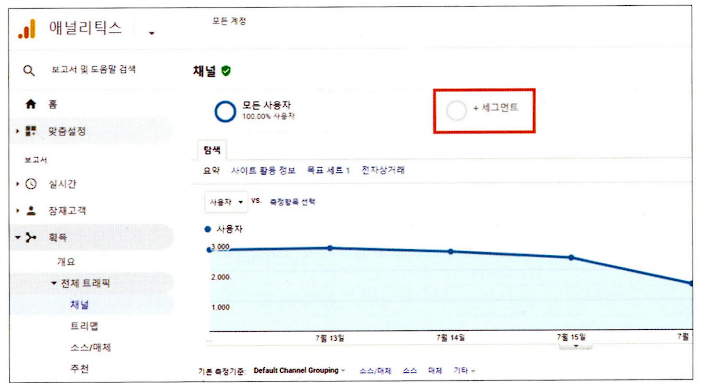 애널리틱스
모든 계정
보고서 및 도움말 검색
홈
맞춤설정
보고서
실시간
잠재고객
획득
개요
전체 트래픽
채널
트리맵
소스/매체
추천
채널
모든 사용자
100.00% 사용자
+ 세그먼트
탐색
요약 사이트 활용 정보 목표 세트 1 전자상거래
사용자 VS. 측정항목 선택
사용자
3,000
2,000
1,000
... 7월 13일 7월 14일 7월 15일 7월
기본 측정기준: Default Channel Grouping 소스/매체 소스 매체 기타